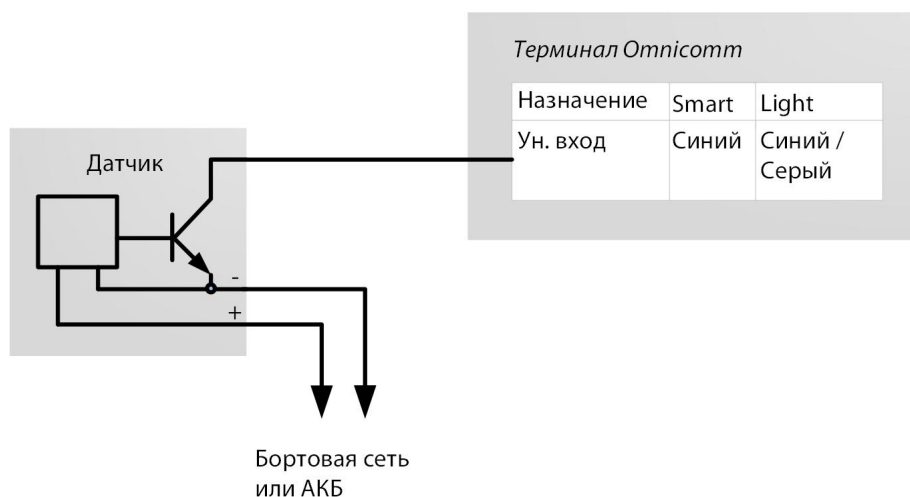 Терминал Omnicomm
Назначение Smart Light
Ун. вход Синий Синий /
Серый
Датчик
-
+
Бортовая сеть
или АКБ